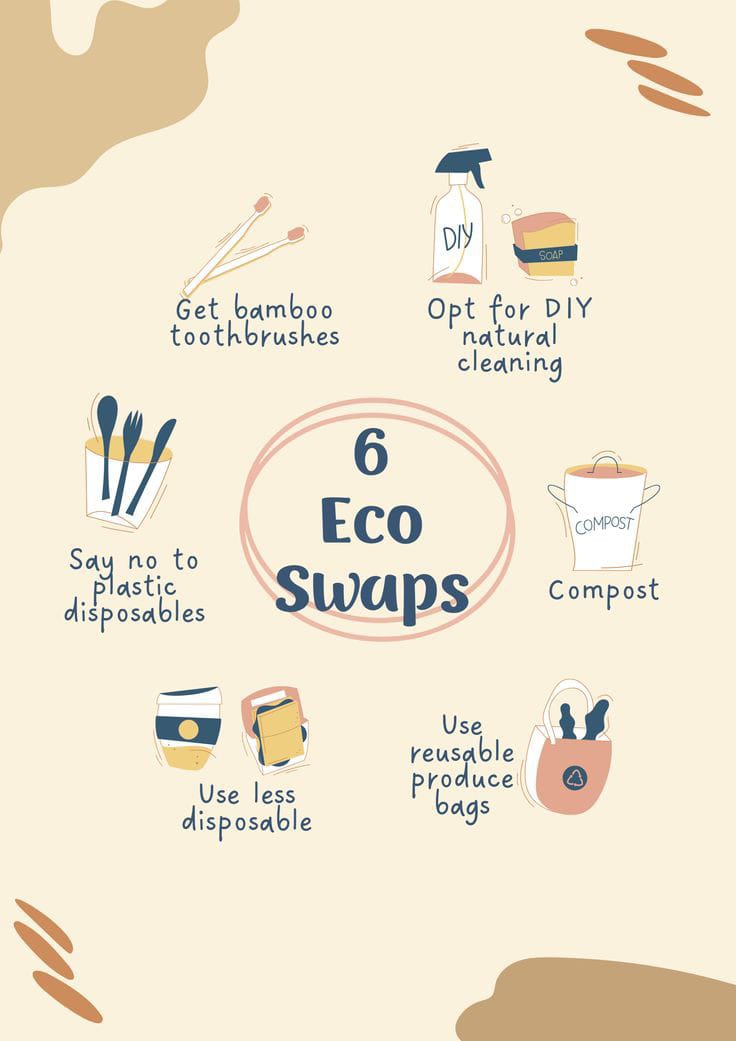 DIY
SOAP
Get bamboo
toothbrushes
Opt for DIY
natural
cleaning
6
Eco
Swaps
COMPOST
Say no to
plastic
disposables
Compost
Use
reusable
produce
bags
Use less
disposable